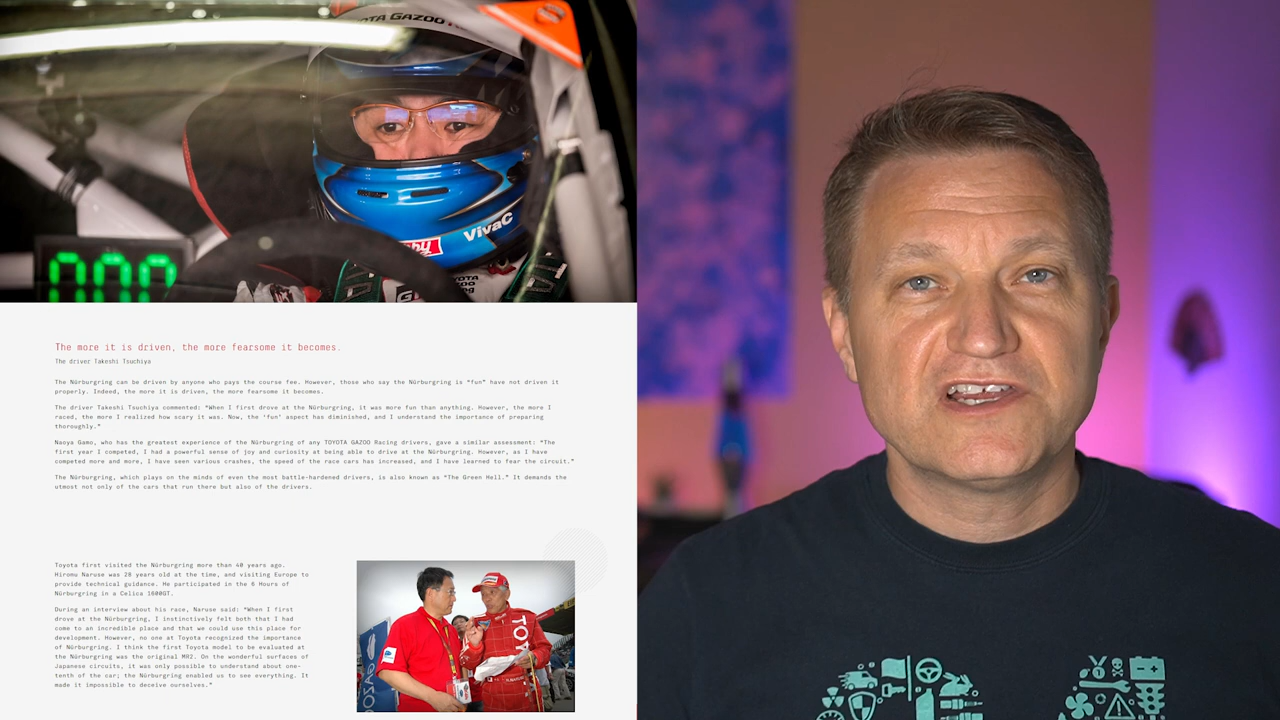 TOYOTA GAZOO
VivaC
TOYOTA GAZOO
The more it is driven, the more fearsome it becomes.
The driver Takeshi Tsuchiya
The Nürburgring can be driven by anyone who pays the course fee. However, those who say the Nürburgring is “fun” have not driven it
properly. Indeed, the more it is driven, the more fearsome it becomes.
The driver Takeshi Tsuchiya commented: “When I first drove at the Nürburgring, it was more fun than anything. However, the more I
raced, the more I realized how scary it was. Now, the ‘fun’ aspect has diminished, and I understand the importance of preparing
thoroughly.”
Naoya Gamo, who has the greatest experience of the Nürburgring of any TOYOTA GAZOO Racing drivers, gave a similar assessment: “The
first year I competed, I had a powerful sense of joy and curiosity at being able to drive at the Nürburgring. However, as I have
competed more and more, I have seen various crashes, the speed of the race cars has increased, and I have learned to fear the circuit.”
The Nürburgring, which plays on the minds of even the most battle-hardened drivers, is also known as “The Green Hell.” It demands the
utmost not only of the cars that run there but also of the drivers.
Toyota first visited the Nürburgring more than 40 years ago.
Hiromu Naruse was 28 years old at the time, and visiting Europe to
provide technical guidance. He participated in the 6 Hours of
Nürburgring in a Celica 1600GT.
During an interview about his race, Naruse said: “When I first
drove at the Nürburgring, I instinctively felt both that I had
come to an incredible place and that we could use this place for
development. However, no one at Toyota recognized the importance
of Nürburgring. I think the first Toyota model to be evaluated at
the Nürburgring was the original MR2. On the wonderful surfaces of
Japanese circuits, it was only possible to understand about one-
tenth of the car; the Nürburgring enabled us to see everything. It
made it impossible to deceive ourselves.”